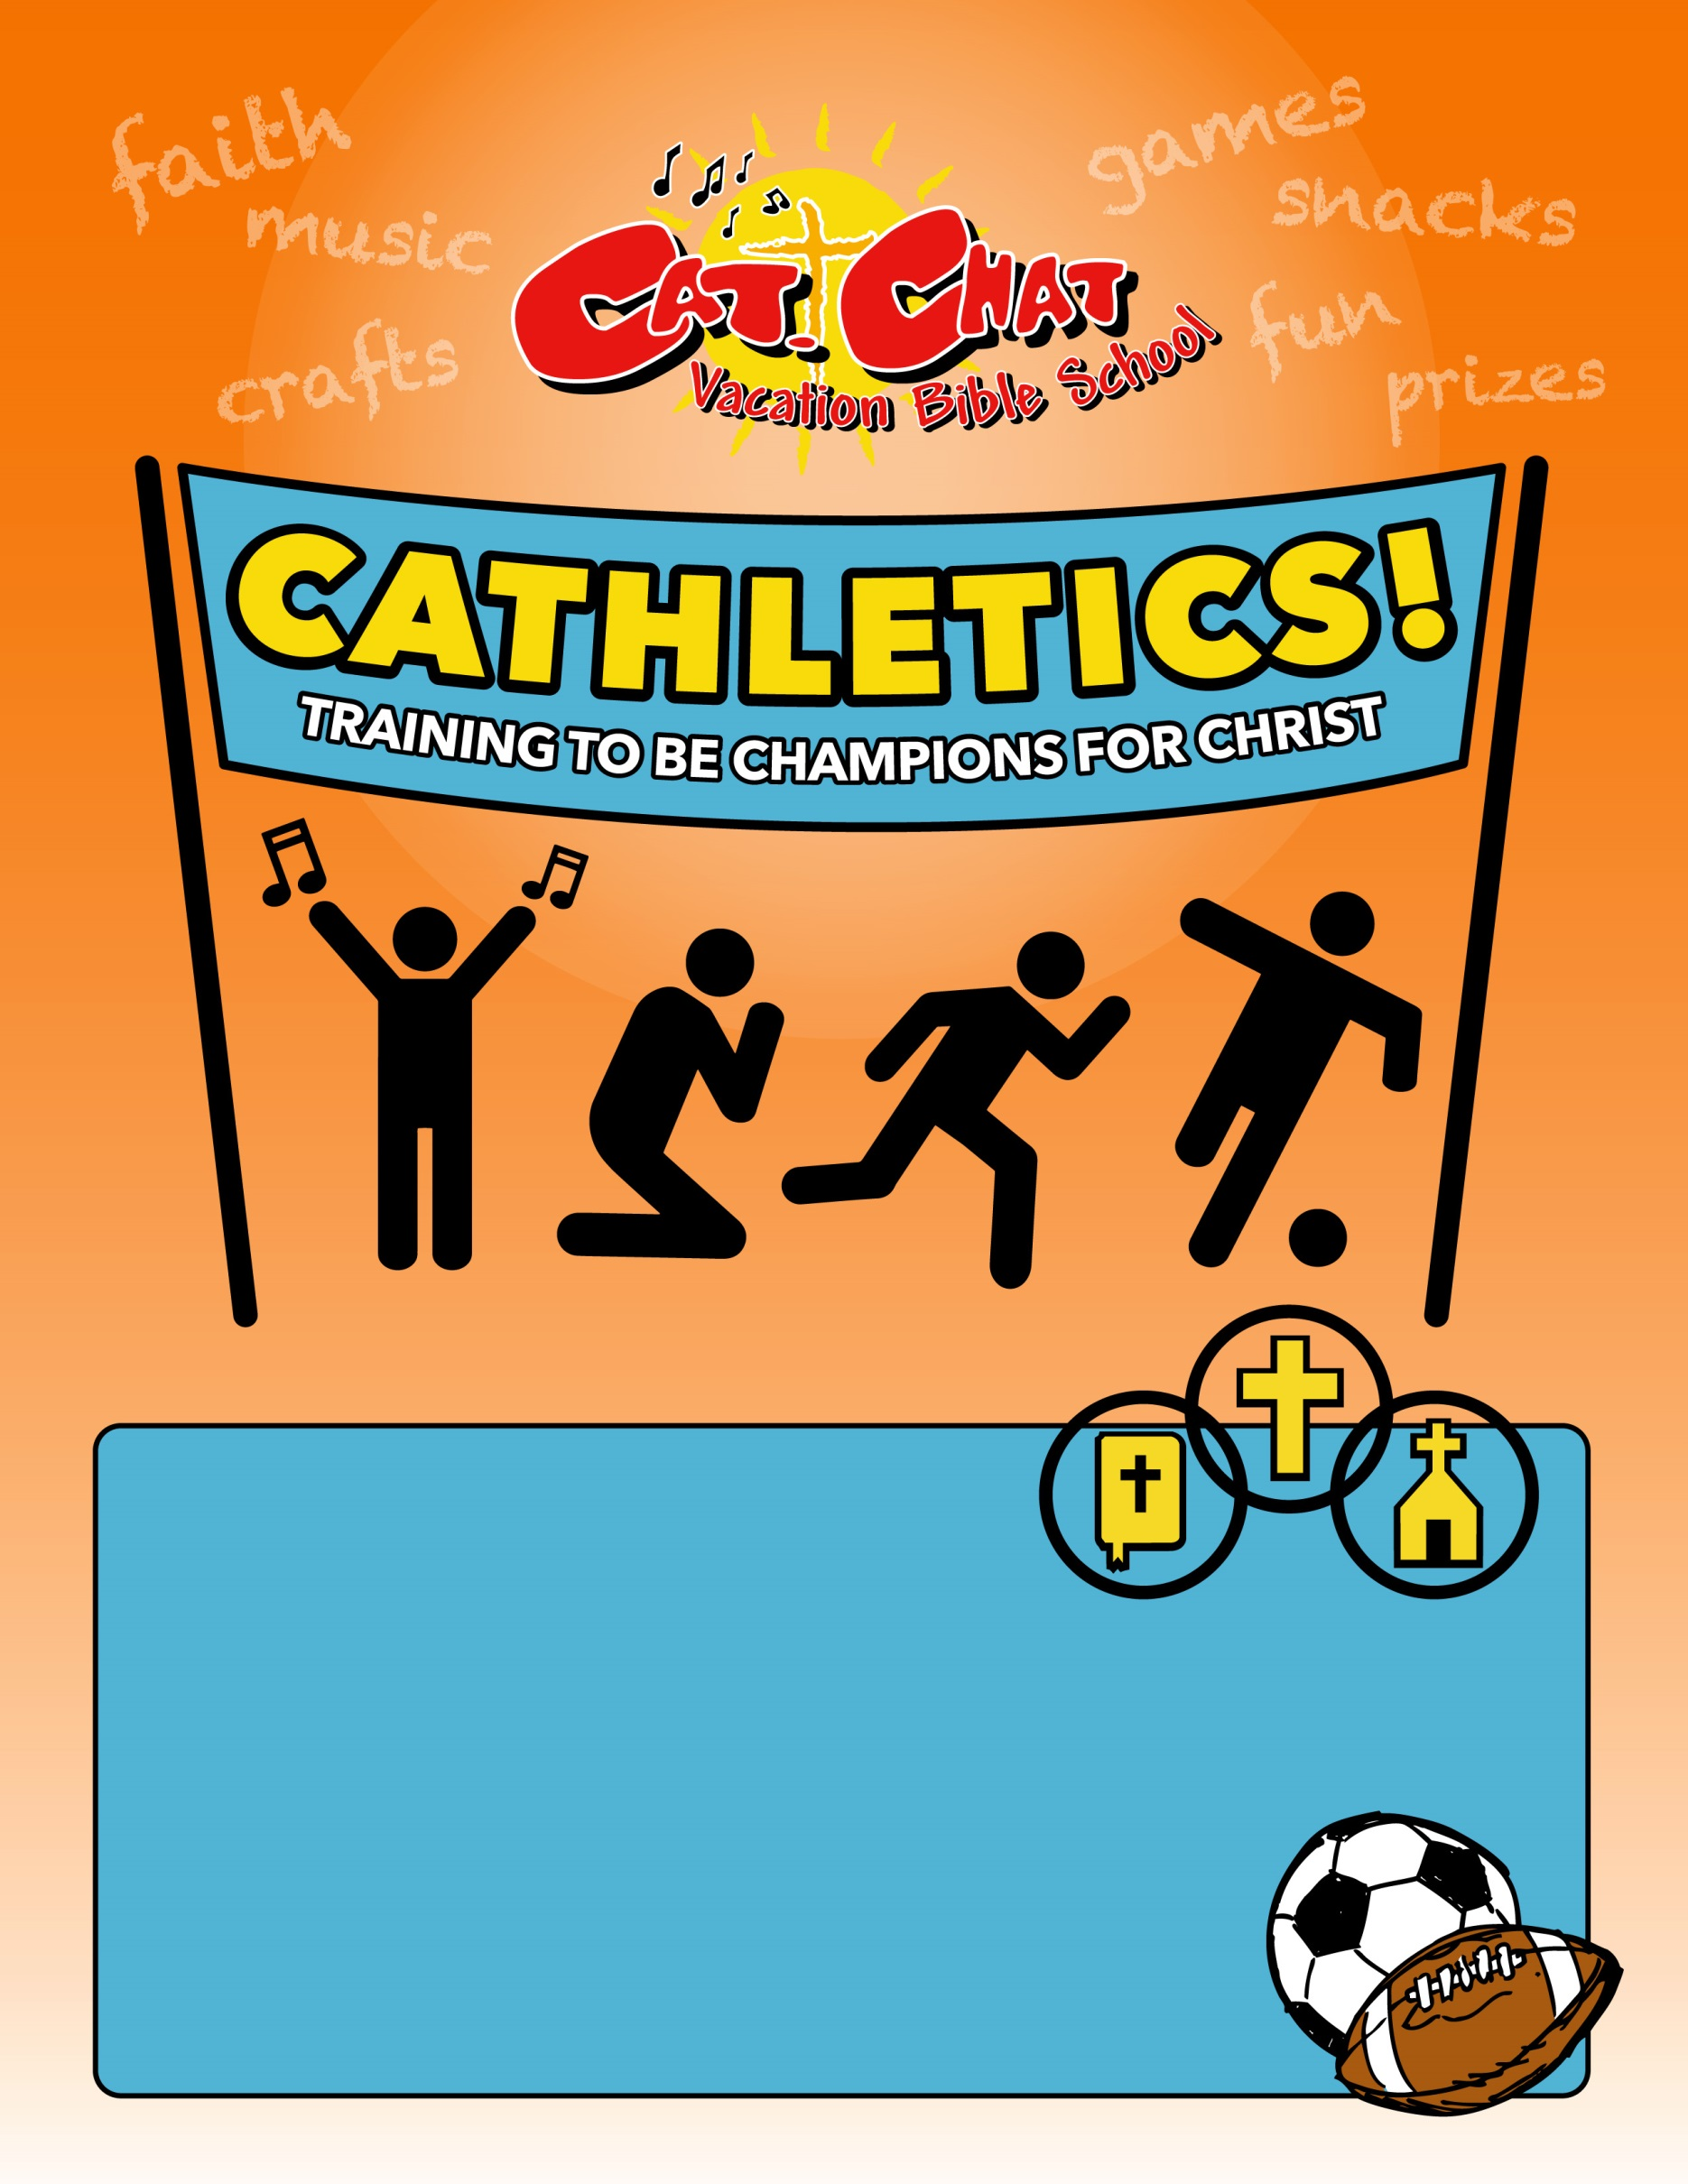 faith
music
crafts
games
snacks
fun
prizes
CAT.CHAT
Vacation Bible School
CATHLETICS!
TRAINING TO BE CHAMPIONS FOR CHRIST